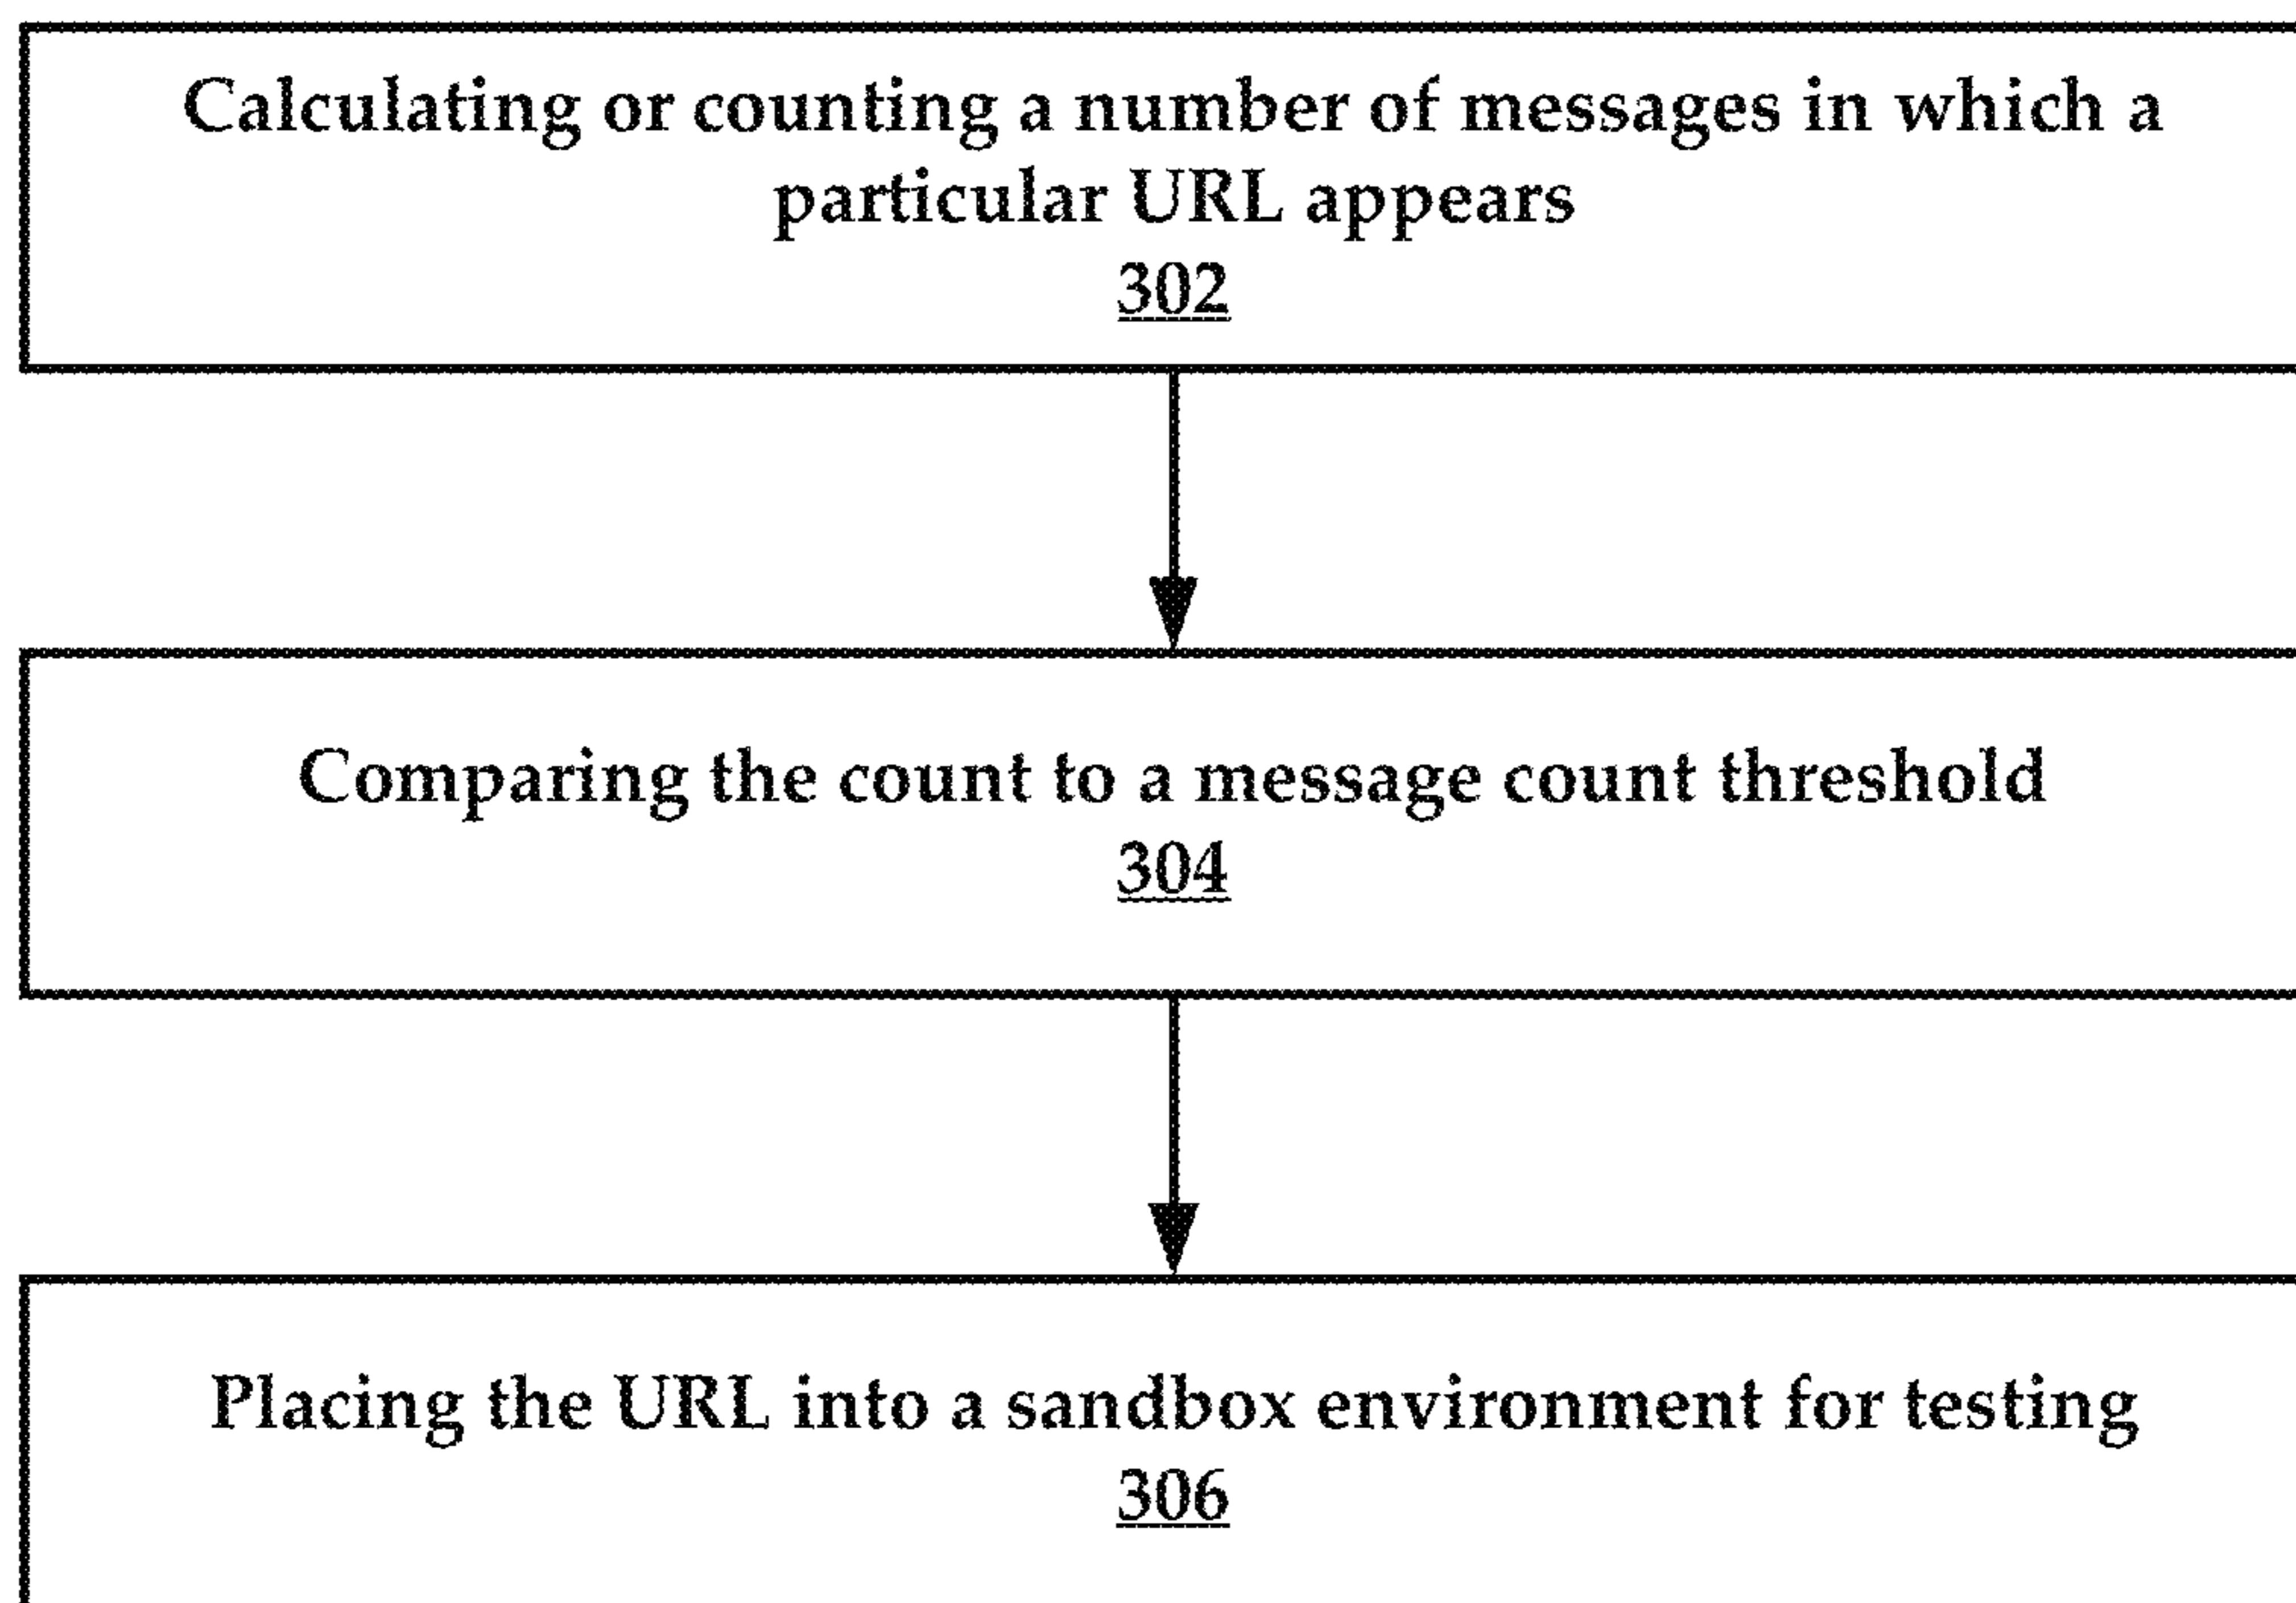 Calculating or counting a number of messages in which a
particular URL appears
302
Comparing the count to a message count threshold
304
Placing the URL into a sandbox environment for testing
306